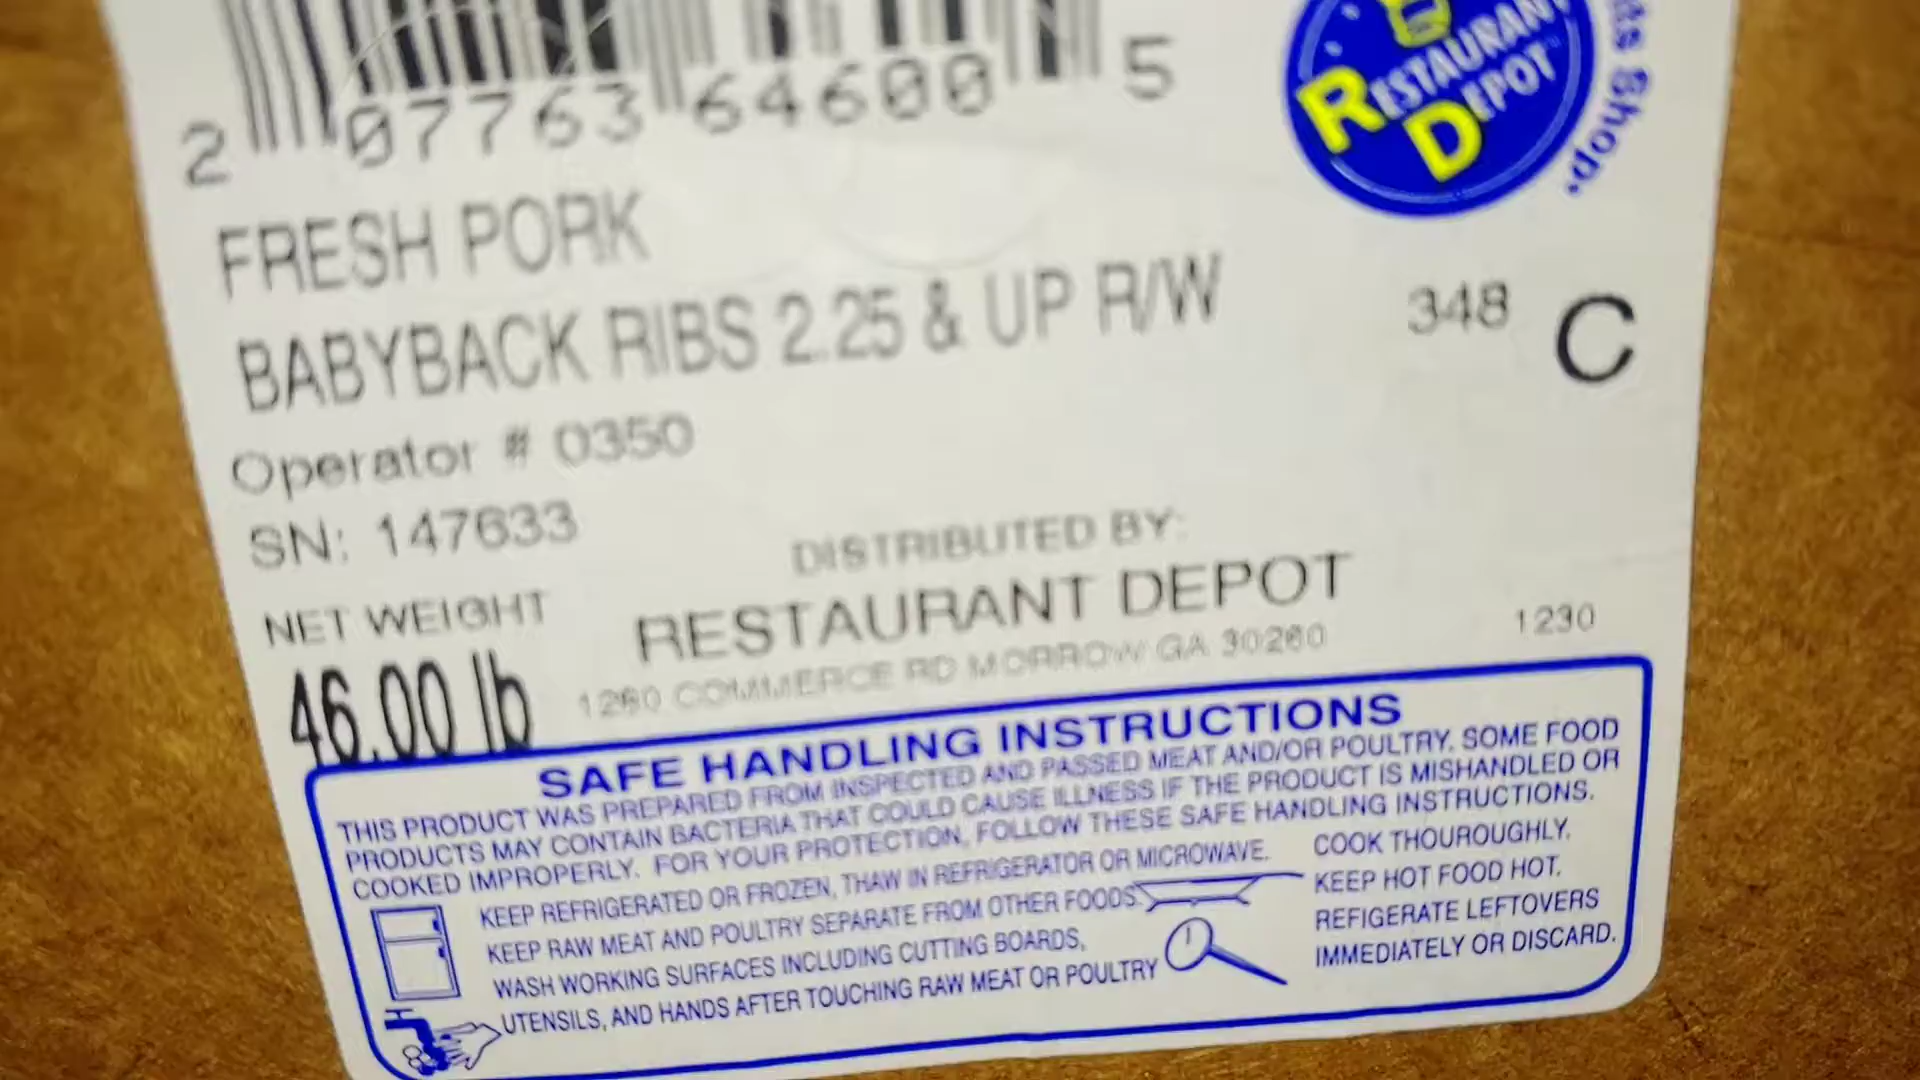 2 07763 64600 5
RESTAURANT
DEPOT
Shop.
FRESH PORK
BABYBACK RIBS 2.25 & UP R/W
348 C
Operator # 0350
SN: 147633
DISTRIBUTED BY:
NET WEIGHT
RESTAURANT DEPOT
46.00 lb
1260 COMMERCE RD MORROW GA 30260
1230
SAFE HANDLING INSTRUCTIONS
THIS PRODUCT WAS PREPARED FROM INSPECTED AND PASSED MEAT AND/OR POULTRY. SOME FOOD
PRODUCTS MAY CONTAIN BACTERIA THAT COULD CAUSE ILLNESS IF THE PRODUCT IS MISHANDLED OR
COOKED IMPROPERLY. FOR YOUR PROTECTION, FOLLOW THESE SAFE HANDLING INSTRUCTIONS.
KEEP REFRIGERATED OR FROZEN, THAW IN REFRIGERATOR OR MICROWAVE.
KEEP RAW MEAT AND POULTRY SEPARATE FROM OTHER FOODS.
WASH WORKING SURFACES INCLUDING CUTTING BOARDS,
UTENSILS, AND HANDS AFTER TOUCHING RAW MEAT OR POULTRY
COOK THOUROUGHLY.
KEEP HOT FOOD HOT.
REFIGERATE LEFTOVERS
IMMEDIATELY OR DISCARD.